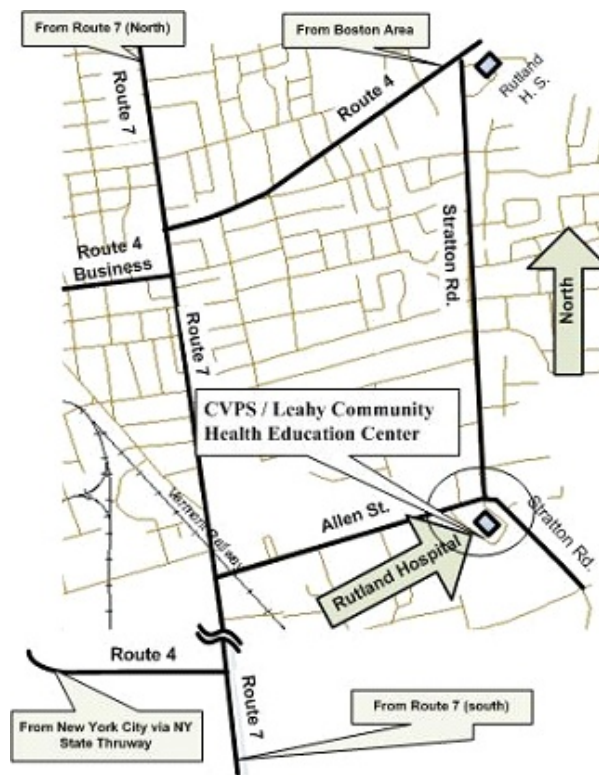 From Route 7 (North)
From Boston Area
Route 7
Route 4
Rutland
H. S.
Stratton Rd.
Route 4
Business
North
Route 7
CVPS / Leahy Community
Health Education Center
Vermont Railway
Allen St.
Stratton Rd.
Rutland Hospital
Route 4
Route 7
From Route 7 (south)
From New York City via NY
State Thruway